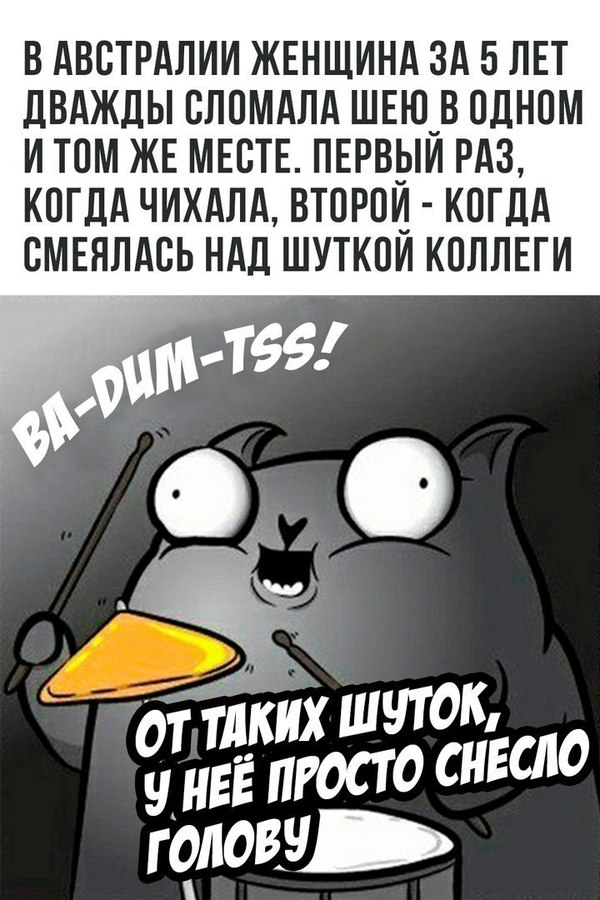 В АВСТРАЛИИ ЖЕНЩИНА ЗА 5 ЛЕТ
ДВАЖДЫ СЛОМАЛА ШЕЮ В ОДНОМ
И ТОМ ЖЕ МЕСТЕ. ПЕРВЫЙ РАЗ,
КОГДА ЧИХАЛА, ВТОРОЙ - КОГДА
СМЕЯЛАСЬ НАД ШУТКОЙ КОЛЛЕГИ
BA-DUM-TSS!
ОТ ТАКИХ ШУТОК,
У НЕЁ ПРОСТО СНЕСЛО
ГОЛОВУ